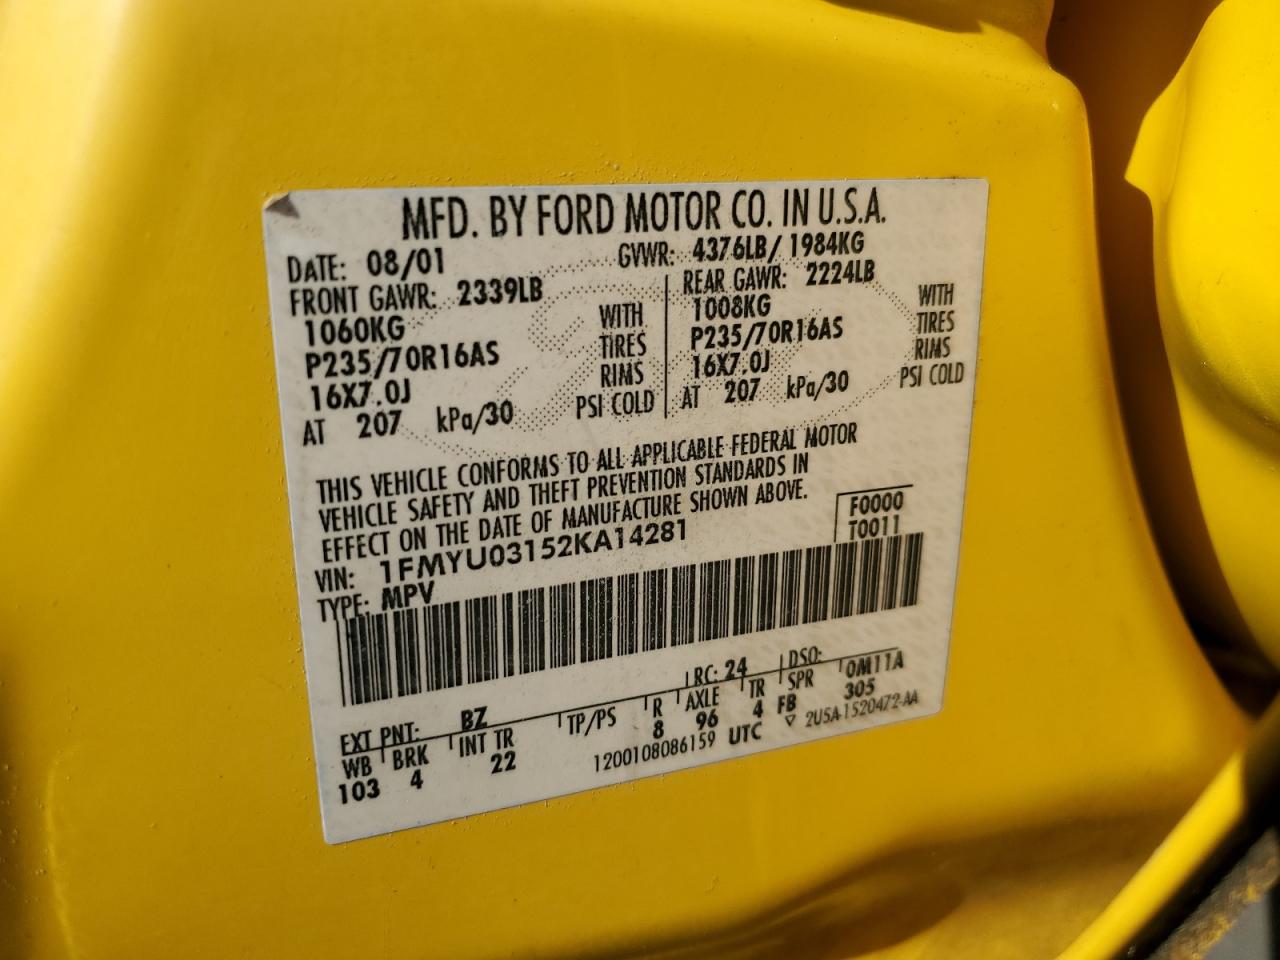 MFD. BY FORD MOTOR CO. IN U.S.A.
DATE: 08/01 GVWR: 4376LB/ 1984KG
FRONT GAWR: 2339LB REAR GAWR: 2224LB
1060KG WITH 1008KG WITH
P235/70R16AS TIRES P235/70R16AS TIRES
16X7.0J RIMS 16X7.0J RIMS
AT 207 kPa/30 PSI COLD AT 207 kPa/30 PSI COLD
THIS VEHICLE CONFORMS TO ALL APPLICABLE FEDERAL MOTOR
VEHICLE SAFETY AND THEFT PREVENTION STANDARDS IN
EFFECT ON THE DATE OF MANUFACTURE SHOWN ABOVE.
F0000
VIN: 1FMYU03152KA14281 T0011
TYPE: MPV
EXT PNT: BZ RC: 24 DSO:
WB BRK INT TR TP/PS R AXLE TR SPR 0M11A
103 4 22 8 96 4 FB 305
1200108086159 UTC ▽ 2U5A-1520472-AA